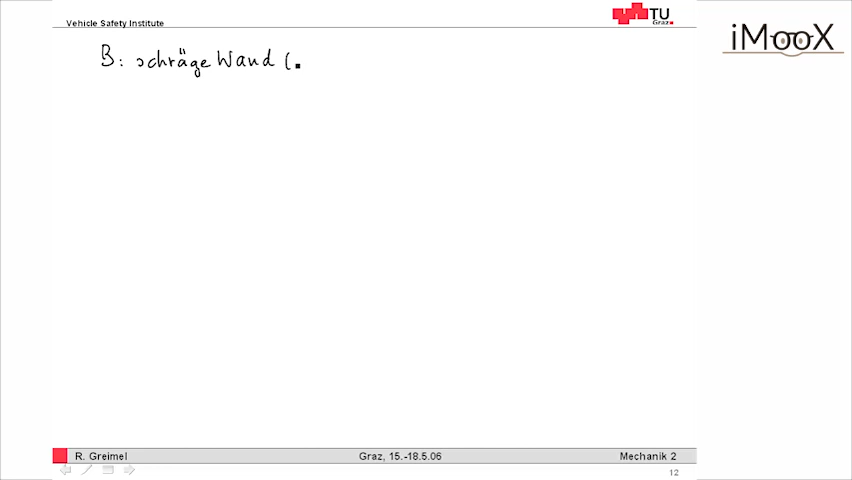 Vehicle Safety Institute
TU
Graz
iMooX
B: schräge Wand (
R. Greimel
Graz, 15.-18.5.06
Mechanik 2
12